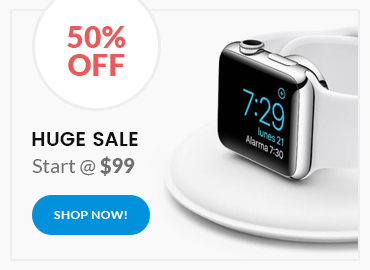 50%
OFF
HUGE SALE
Start @ $99
SHOP NOW!
7:29
lunes 21
Alarma 7:30